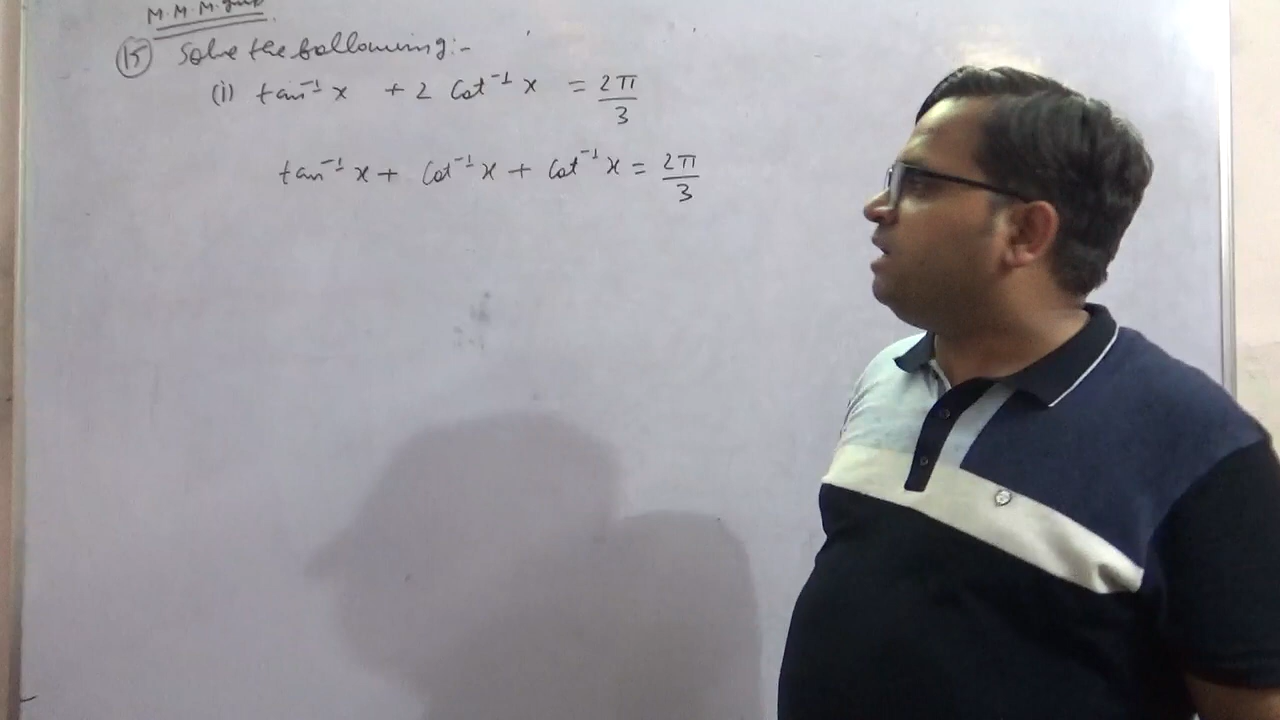 M.M.M.
(15) Solve the following:-
(i) tan⁻¹ x + 2 Cot⁻¹ x = 2π/3
tan⁻¹ x + Cot⁻¹ x + Cot⁻¹ x = 2π/3